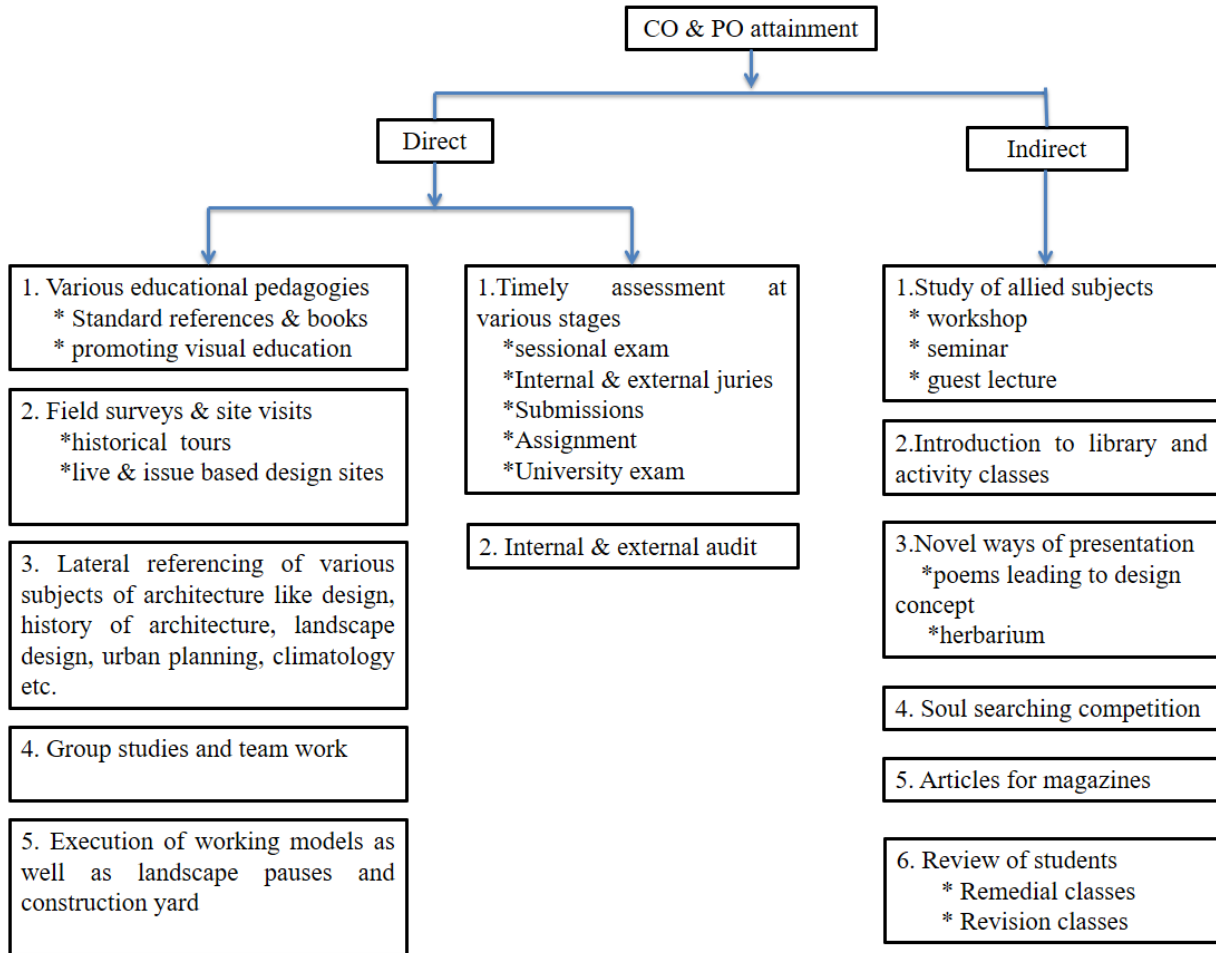 CO & PO attainment
Direct
Indirect
1. Various educational pedagogies
* Standard references & books
* promoting visual education
2. Field surveys & site visits
*historical tours
*live & issue based design sites
3. Lateral referencing of various
subjects of architecture like design,
history of architecture, landscape
design, urban planning, climatology
etc.
4. Group studies and team work
5. Execution of working models as
well as landscape pauses and
construction yard
1.Timely assessment at
various stages
*sessional exam
*Internal & external juries
*Submissions
*Assignment
*University exam
2. Internal & external audit
1.Study of allied subjects
* workshop
* seminar
* guest lecture
2.Introduction to library and
activity classes
3.Novel ways of presentation
*poems leading to design
concept
*herbarium
4. Soul searching competition
5. Articles for magazines
6. Review of students
* Remedial classes
* Revision classes